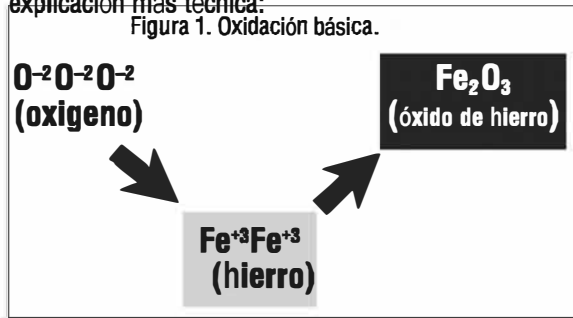 explicación más técnica:
Figura 1. Oxidación básica.
O⁻²O⁻²O⁻²
(oxigeno)
Fe₂O₃
(óxido de hierro)
Fe⁺³Fe⁺³
(hierro)